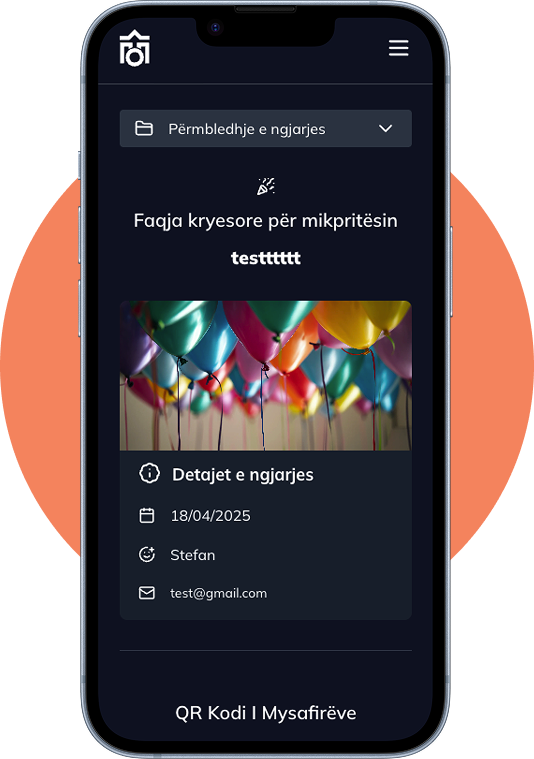 Përmbledhje e ngjarjes
Faqja kryesore për mikpritësin
testttttt
Detajet e ngjarjes
18/04/2025
Stefan
test@gmail.com
QR Kodi I Mysafirëve